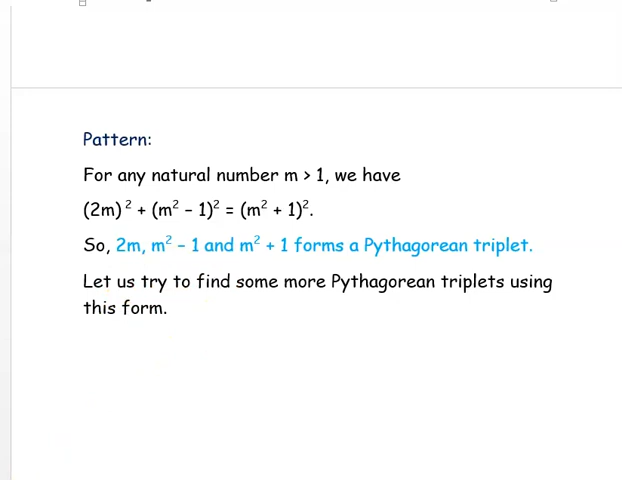 Pattern:
For any natural number m > 1, we have
(2m)² + (m² – 1)² = (m² + 1)².
So, 2m, m² – 1 and m² + 1 forms a Pythagorean triplet.
Let us try to find some more Pythagorean triplets using
this form.